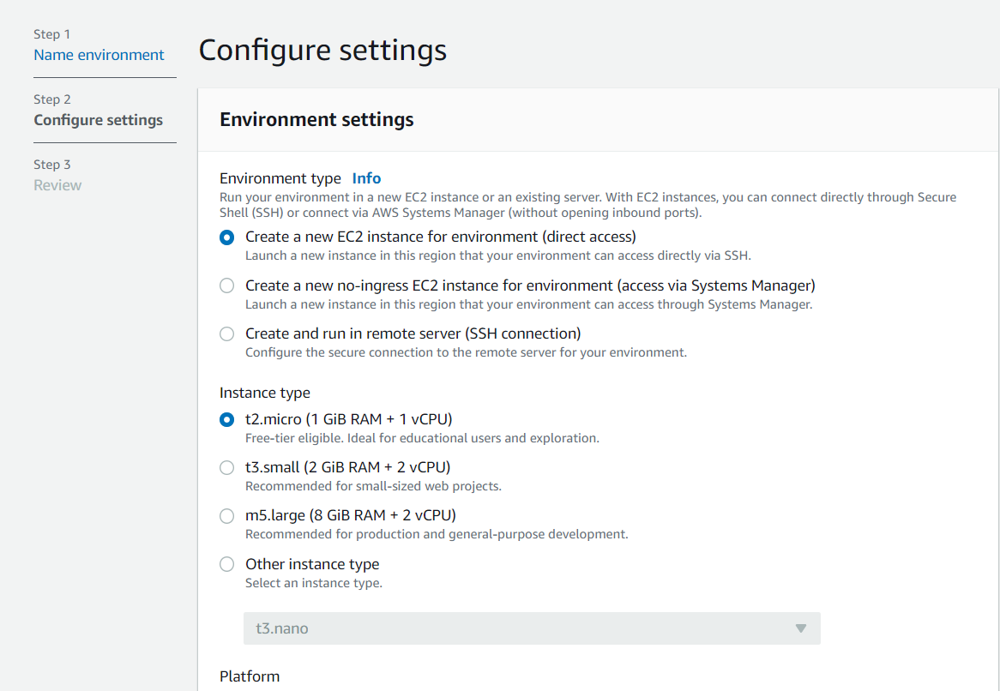 Step 1
Name environment
Step 2
Configure settings
Step 3
Review
Configure settings
Environment settings
Environment type Info
Run your environment in a new EC2 instance or an existing server. With EC2 instances, you can connect directly through Secure
Shell (SSH) or connect via AWS Systems Manager (without opening inbound ports).
Create a new EC2 instance for environment (direct access)
Launch a new instance in this region that your environment can access directly via SSH.
Create a new no-ingress EC2 instance for environment (access via Systems Manager)
Launch a new instance in this region that your environment can access through Systems Manager.
Create and run in remote server (SSH connection)
Configure the secure connection to the remote server for your environment.
Instance type
t2.micro (1 GiB RAM + 1 vCPU)
Free-tier eligible. Ideal for educational users and exploration.
t3.small (2 GiB RAM + 2 vCPU)
Recommended for small-sized web projects.
m5.large (8 GiB RAM + 2 vCPU)
Recommended for production and general-purpose development.
Other instance type
Select an instance type.
t3.nano
Platform